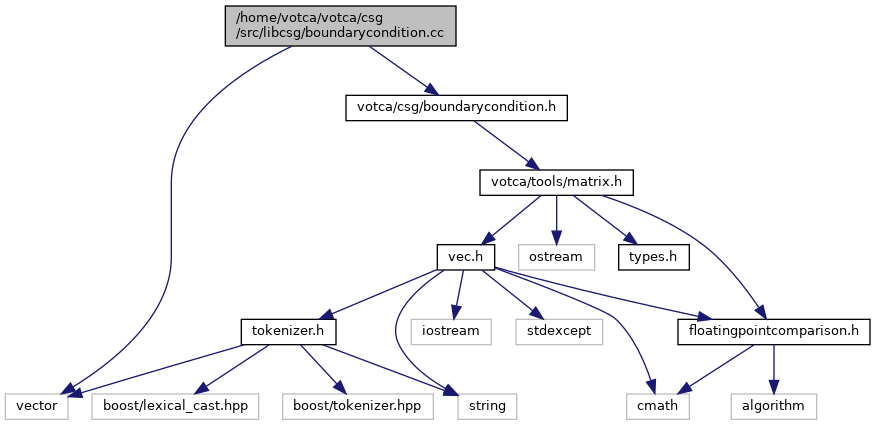 /home/votca/votca/csg
/src/libcsg/boundarycondition.cc
votca/csg/boundarycondition.h
votca/tools/matrix.h
vec.h
ostream
types.h
tokenizer.h
iostream
stdexcept
floatingpointcomparison.h
vector
boost/lexical_cast.hpp
boost/tokenizer.hpp
string
cmath
algorithm